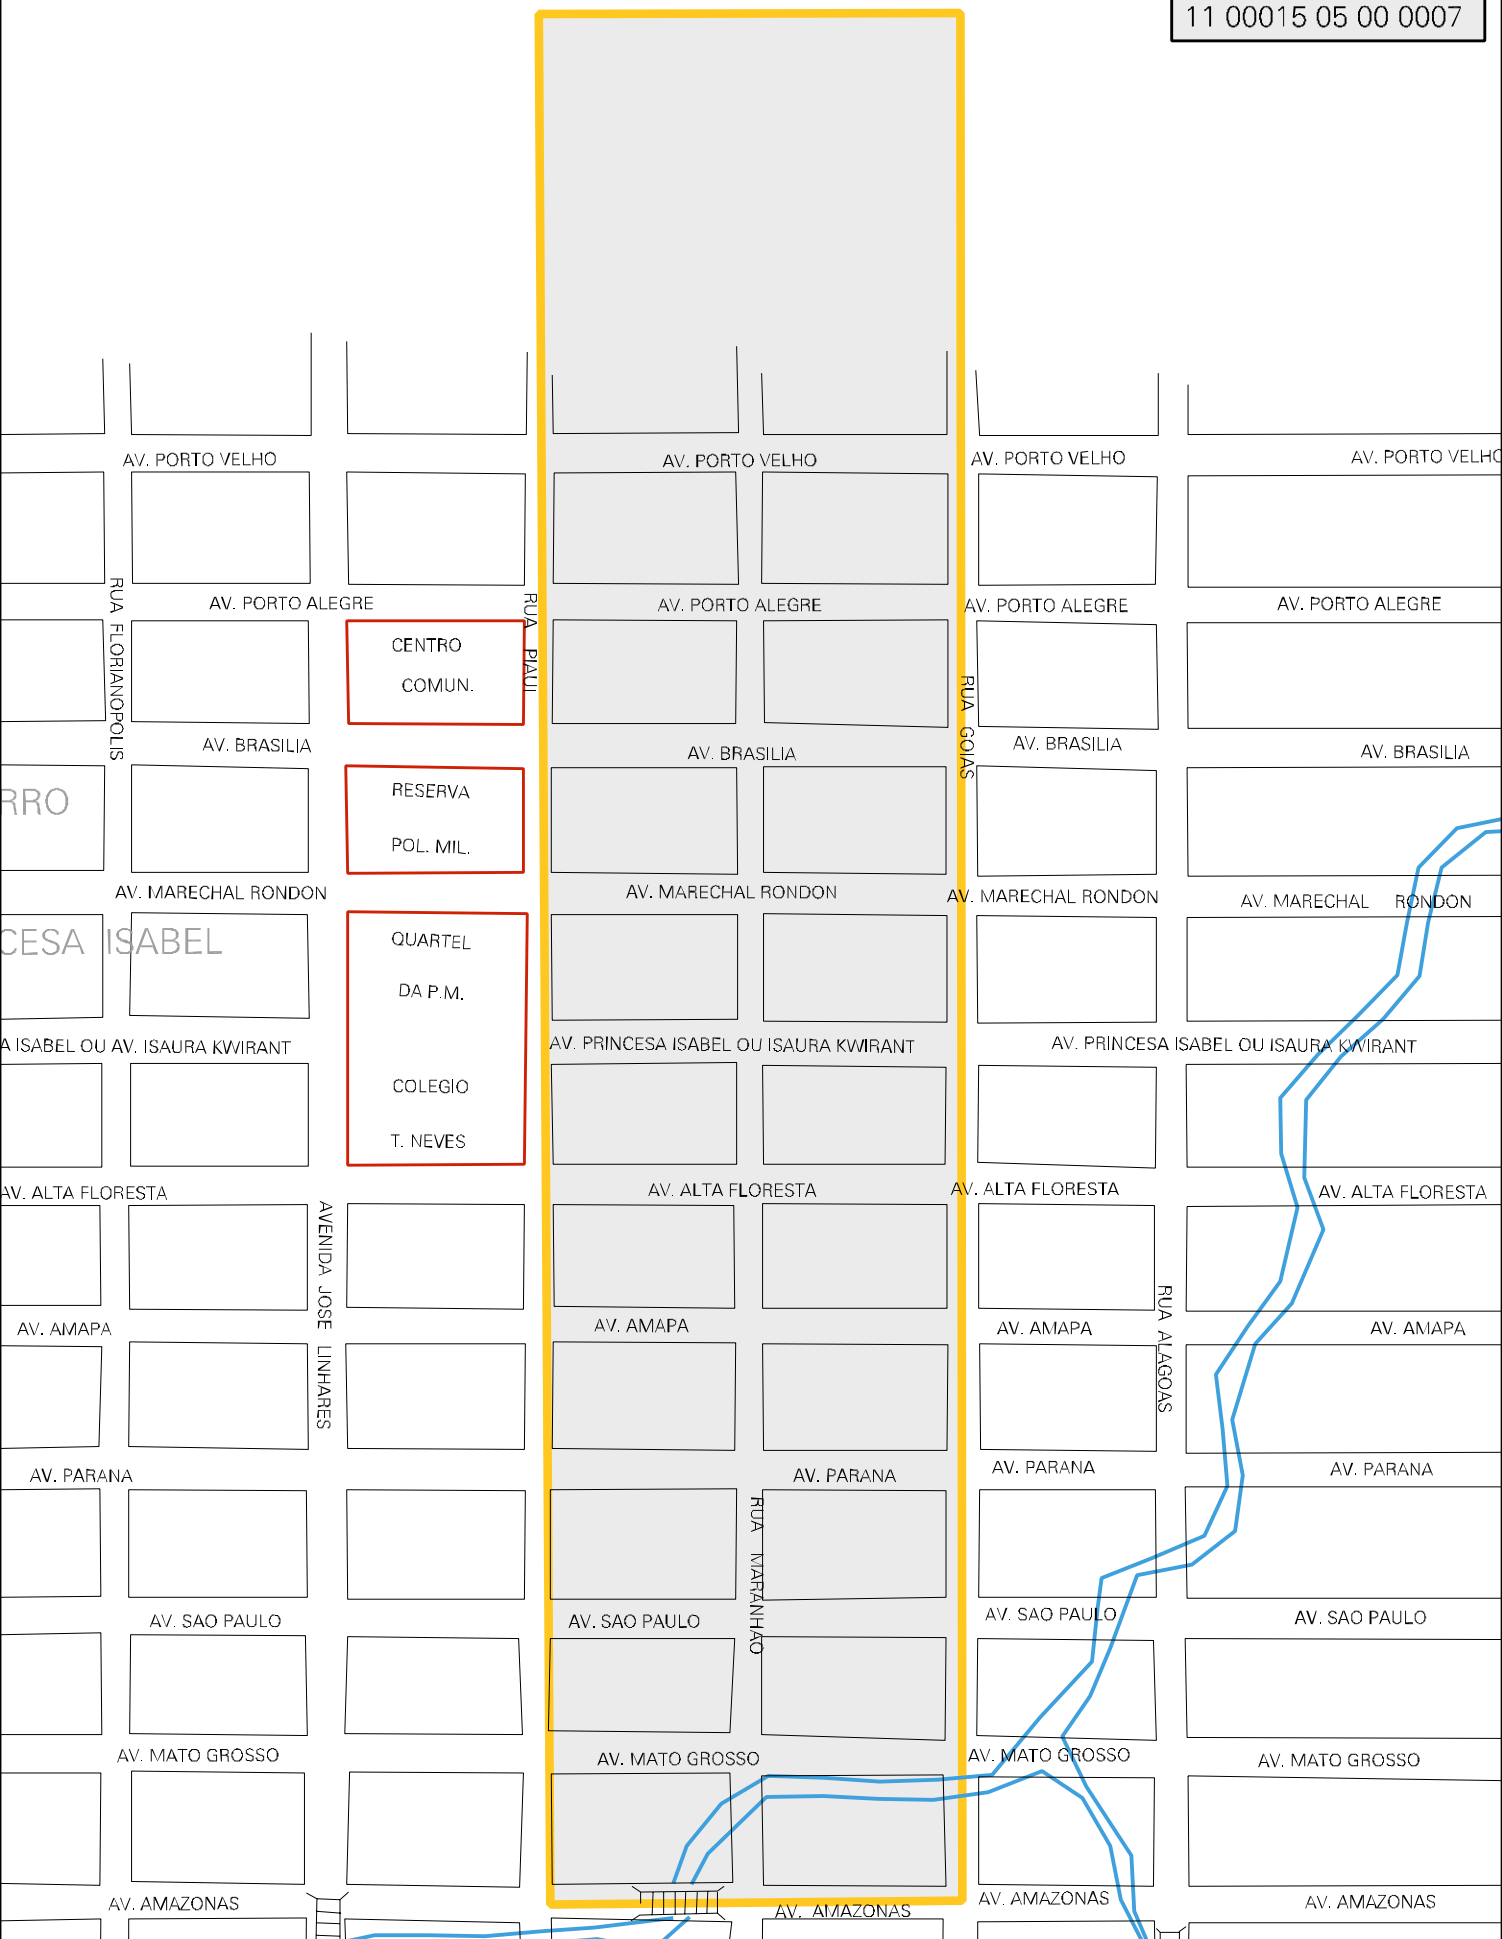 11 00015 05 00 0007
AV. PORTO VELHO
AV. PORTO VELHO
AV. PORTO VELHO
AV. PORTO VELHO
RUA FLORIANOPOLIS
AV. PORTO ALEGRE
RUA PIAUI
AV. PORTO ALEGRE
AV. PORTO ALEGRE
AV. PORTO ALEGRE
CENTRO
COMUN.
RUA GOIAS
AV. BRASILIA
AV. BRASILIA
AV. BRASILIA
AV. BRASILIA
RRO
RESERVA
POL. MIL.
AV. MARECHAL RONDON
AV. MARECHAL RONDON
AV. MARECHAL RONDON
AV. MARECHAL RONDON
CESA ISABEL
QUARTEL
DA P.M.
A ISABEL OU AV. ISAURA KWIRANT
AV. PRINCESA ISABEL OU ISAURA KWIRANT
AV. PRINCESA ISABEL OU ISAURA KWIRANT
COLEGIO
T. NEVES
AV. ALTA FLORESTA
AV. ALTA FLORESTA
AV. ALTA FLORESTA
AV. ALTA FLORESTA
AVENIDA JOSE LINHARES
RUA ALAGOAS
AV. AMAPA
AV. AMAPA
AV. AMAPA
AV. AMAPA
AV. PARANA
AV. PARANA
AV. PARANA
AV. PARANA
RUA MARANHAO
AV. SAO PAULO
AV. SAO PAULO
AV. SAO PAULO
AV. SAO PAULO
AV. MATO GROSSO
AV. MATO GROSSO
AV. MATO GROSSO
AV. MATO GROSSO
AV. AMAZONAS
AV. AMAZONAS
AV. AMAZONAS
AV. AMAZONAS